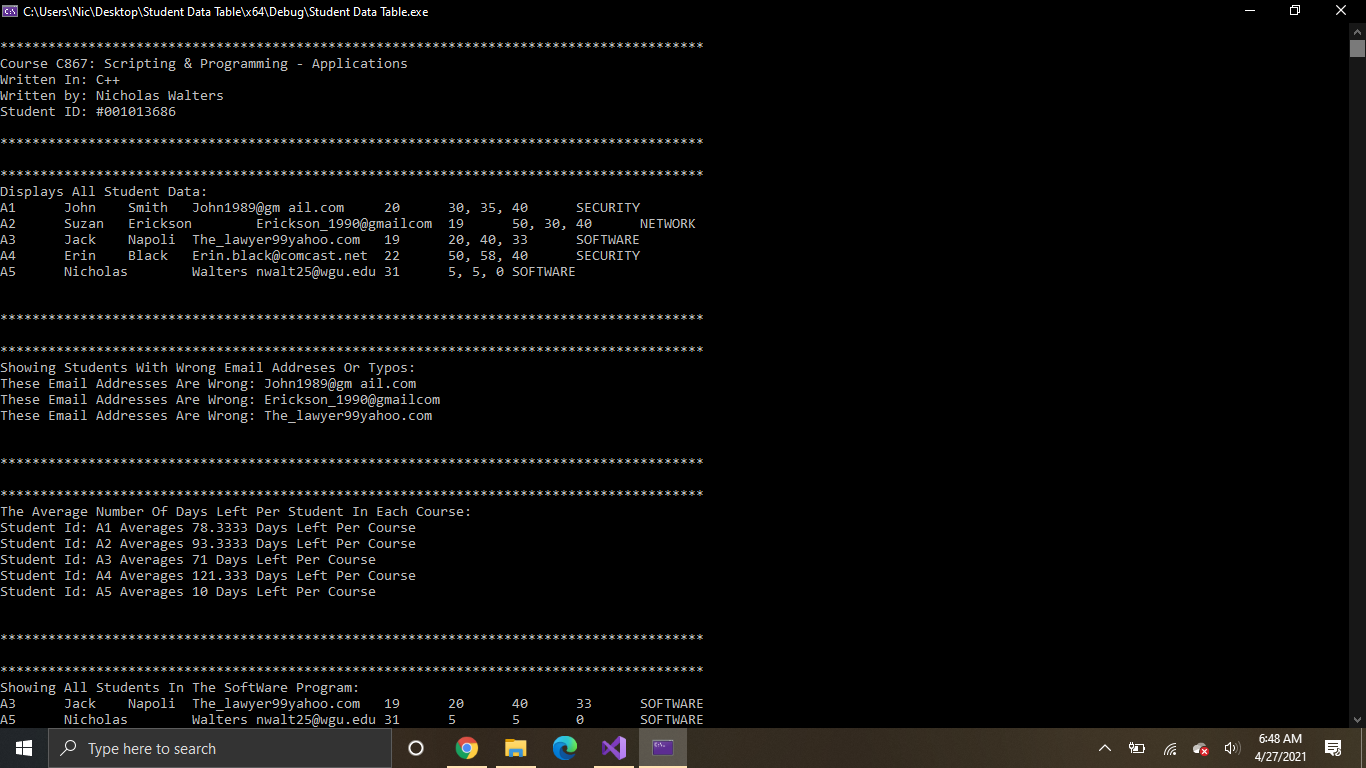 C:\Users\Nic\Desktop\Student Data Table\x64\Debug\Student Data Table.exe
****************************************************************************************
Course C867: Scripting & Programming - Applications
Written In: C++
Written by: Nicholas Walters
Student ID: #001013686
****************************************************************************************
****************************************************************************************
Displays All Student Data:
A1 John Smith John1989@gm ail.com 20 30, 35, 40 SECURITY
A2 Suzan Erickson Erickson_1990@gmailcom 19 50, 30, 40 NETWORK
A3 Jack Napoli The_lawyer99yahoo.com 19 20, 40, 33 SOFTWARE
A4 Erin Black Erin.black@comcast.net 22 50, 58, 40 SECURITY
A5 Nicholas Walters nwalt25@wgu.edu 31 5, 5, 0 SOFTWARE
****************************************************************************************
****************************************************************************************
Showing Students With Wrong Email Addreses Or Typos:
These Email Addresses Are Wrong: John1989@gm ail.com
These Email Addresses Are Wrong: Erickson_1990@gmailcom
These Email Addresses Are Wrong: The_lawyer99yahoo.com
****************************************************************************************
****************************************************************************************
The Average Number Of Days Left Per Student In Each Course:
Student Id: A1 Averages 78.3333 Days Left Per Course
Student Id: A2 Averages 93.3333 Days Left Per Course
Student Id: A3 Averages 71 Days Left Per Course
Student Id: A4 Averages 121.333 Days Left Per Course
Student Id: A5 Averages 10 Days Left Per Course
****************************************************************************************
****************************************************************************************
Showing All Students In The SoftWare Program:
A3 Jack Napoli The_lawyer99yahoo.com 19 20 40 33 SOFTWARE
A5 Nicholas Walters nwalt25@wgu.edu 31 5 5 0 SOFTWARE
Type here to search
6:48 AM
4/27/2021